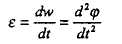 ε = dw/dt = d²φ/dt²